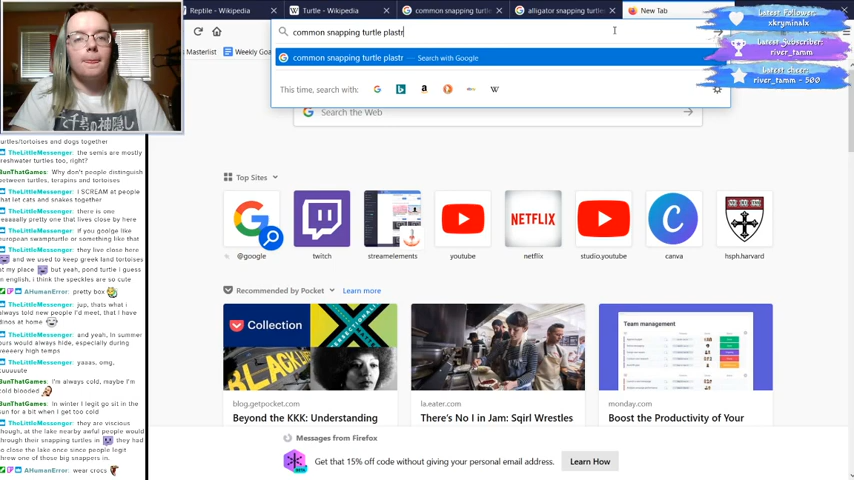 Reptile - Wikipedia
Turtle - Wikipedia
common snapping turtl
alligator snapping turtles
New Tab
common snapping turtle plastr
Masterlist
Weekly Goa
common snapping turtle plastr — Search with Google
This time, search with:
Search the Web
Latest Follower:
xkryminalx
Latest Subscriber:
river_tamm
Latest cheer:
river_tamm - 500
Top Sites
@google
twitch
streamelements
youtube
NETFLIX
netflix
studio.youtube
canva
hsph.harvard
Recommended by Pocket
Learn more
Collection
BLACK
Team management
blog.getpocket.com
Beyond the KKK: Understanding
la.eater.com
There's No I in Jam: Sqirl Wrestles
monday.com
Boost the Productivity of Your
Messages from Firefox
Get that 15% off code without giving your personal email address.
Learn How
turtles/tortoises and dogs together
TheLittleMessenger: the semis are mostly
freshwater turtles too, right?
BunThatGames: Why don't people distinguish
between turtles, terapins and tortoises
TheLittleMessenger: I SCREAM at people
that let cats and snakes together
TheLittleMessenger: there is one
reaaaally pretty one that lives close by here
TheLittleMessenger: if you goolge like
european swampturtle or something like that
TheLittleMessenger: they live close here
and we used to keep greek land tortoises
at my place but yeah, pond turtle i guess
in english, i think the speckles are so cute
AHumanError: pretty box
TheLittleMessenger: jup, thats what i
always told new people I'd meet, that I have
dinos at home
TheLittleMessenger: and yeah, in summer
ours would always hide, especially during
veeeery high temps
TheLittleMessenger: yaaas, omg,
cuuuuute
BunThatGames: I'm always cold, maybe I'm
cold blooded
BunThatGames: In winter I legit go sit in the
sun for a bit when I get too cold
TheLittleMessenger: they are viscious
though, at the lake nearby awful people would
through their snapping turtles in they had
to close the lake once since people legit
threw one of those big snappers in.
AHumanError: wear crocs